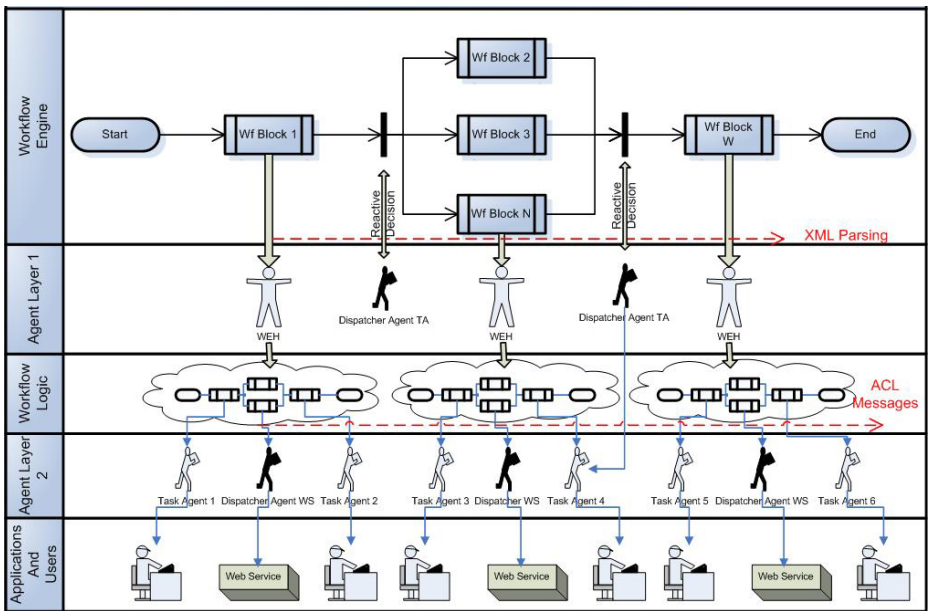 Workflow
Engine
Start
Wf Block 1
Wf Block 2
Wf Block 3
Wf Block N
Wf Block
W
End
Reactive
Decision
Reactive
Decision
XML Parsing
Agent Layer 1
WEH
Dispatcher Agent TA
WEH
Dispatcher Agent TA
WEH
Workflow
Logic
ACL
Messages
Agent Layer
2
Task Agent 1
Dispatcher Agent WS
Task Agent 2
Task Agent 3
Dispatcher WS
Task Agent 4
Task Agent 5
Dispatcher Agent WS
Task Agent 6
Applications
And
Users
Web Service
Web Service
Web Service